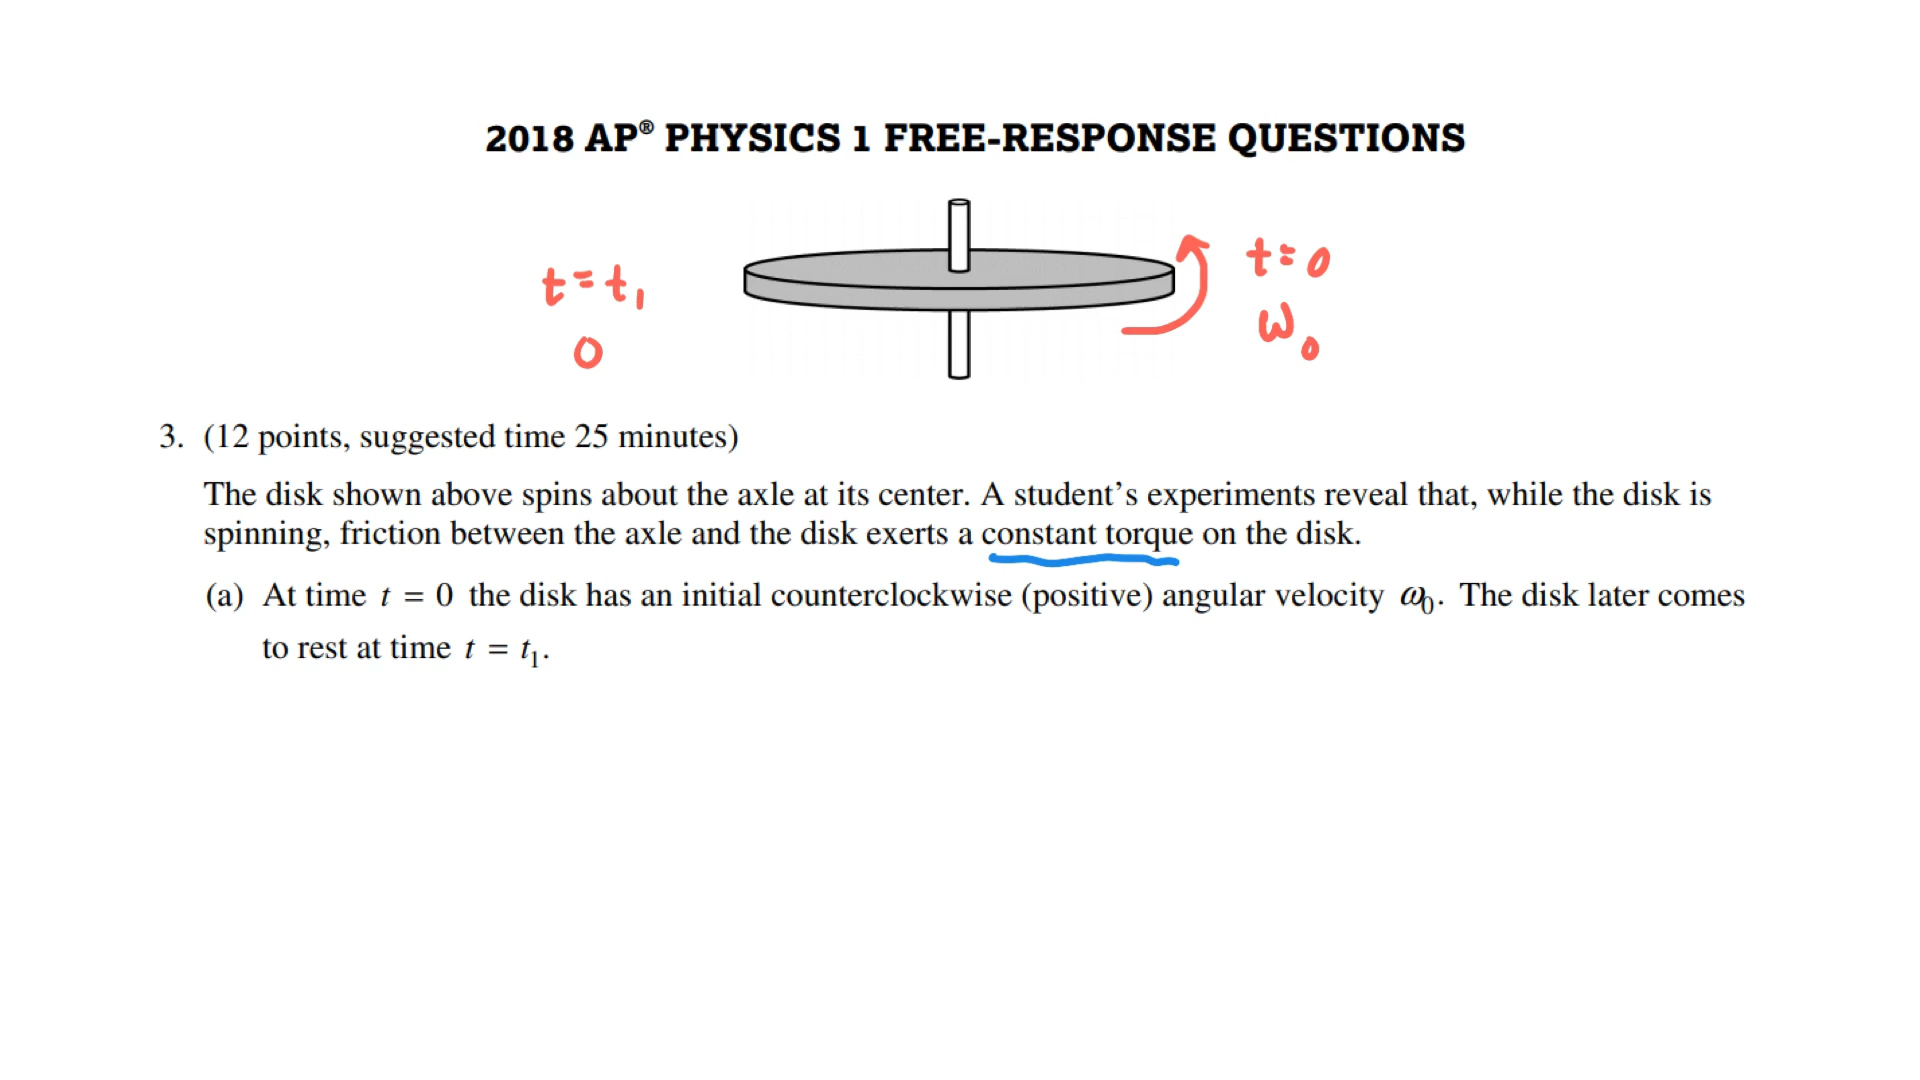 2018 AP® PHYSICS 1 FREE-RESPONSE QUESTIONS
t=t₁
0
t=0
ω₀
3. (12 points, suggested time 25 minutes)
The disk shown above spins about the axle at its center. A student’s experiments reveal that, while the disk is
spinning, friction between the axle and the disk exerts a constant torque on the disk.
(a) At time t = 0 the disk has an initial counterclockwise (positive) angular velocity ω₀. The disk later comes
to rest at time t = t₁.